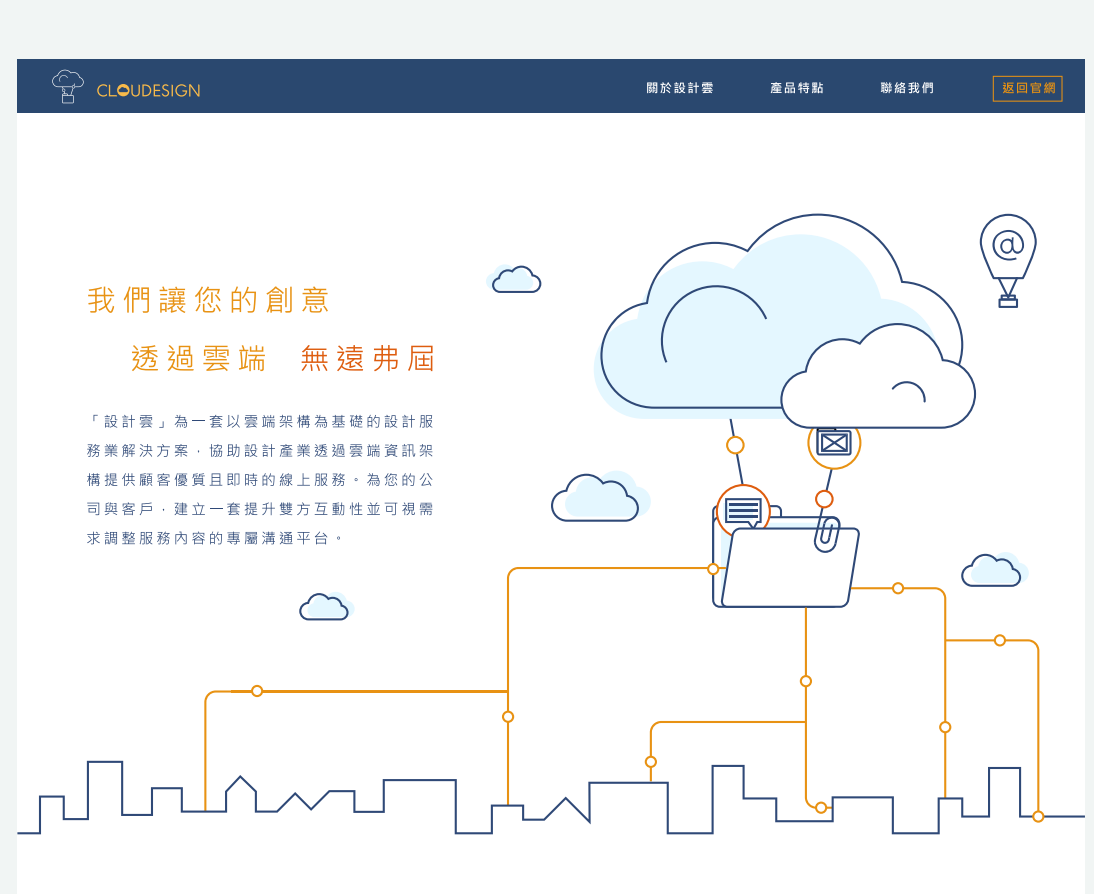 CLOUDESIGN
關於設計雲
產品特點
聯絡我們
返回官網
@
我們讓您的創意
透過雲端 無遠弗屆
「設計雲」為一套以雲端架構為基礎的設計服
務業解決方案，協助設計產業透過雲端資訊架
構提供顧客優質且即時的線上服務。為您的公
司與客戶，建立一套提升雙方互動性並可視需
求調整服務內容的專屬溝通平台。